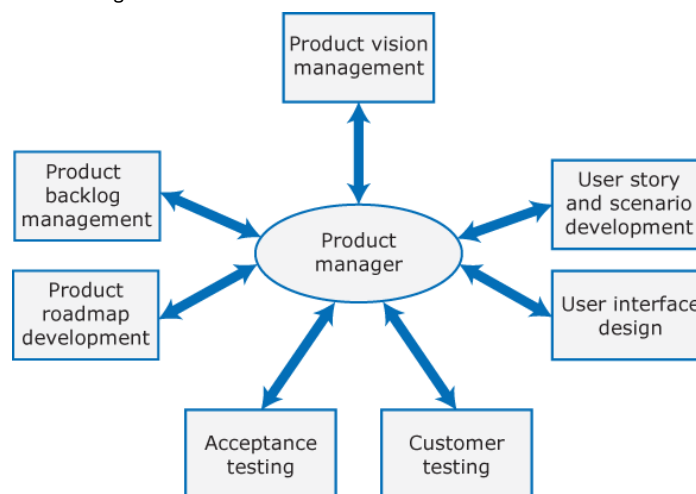 Product vision
management
Product
backlog
management
User story
and scenario
development
Product
manager
Product
roadmap
development
User interface
design
Acceptance
testing
Customer
testing